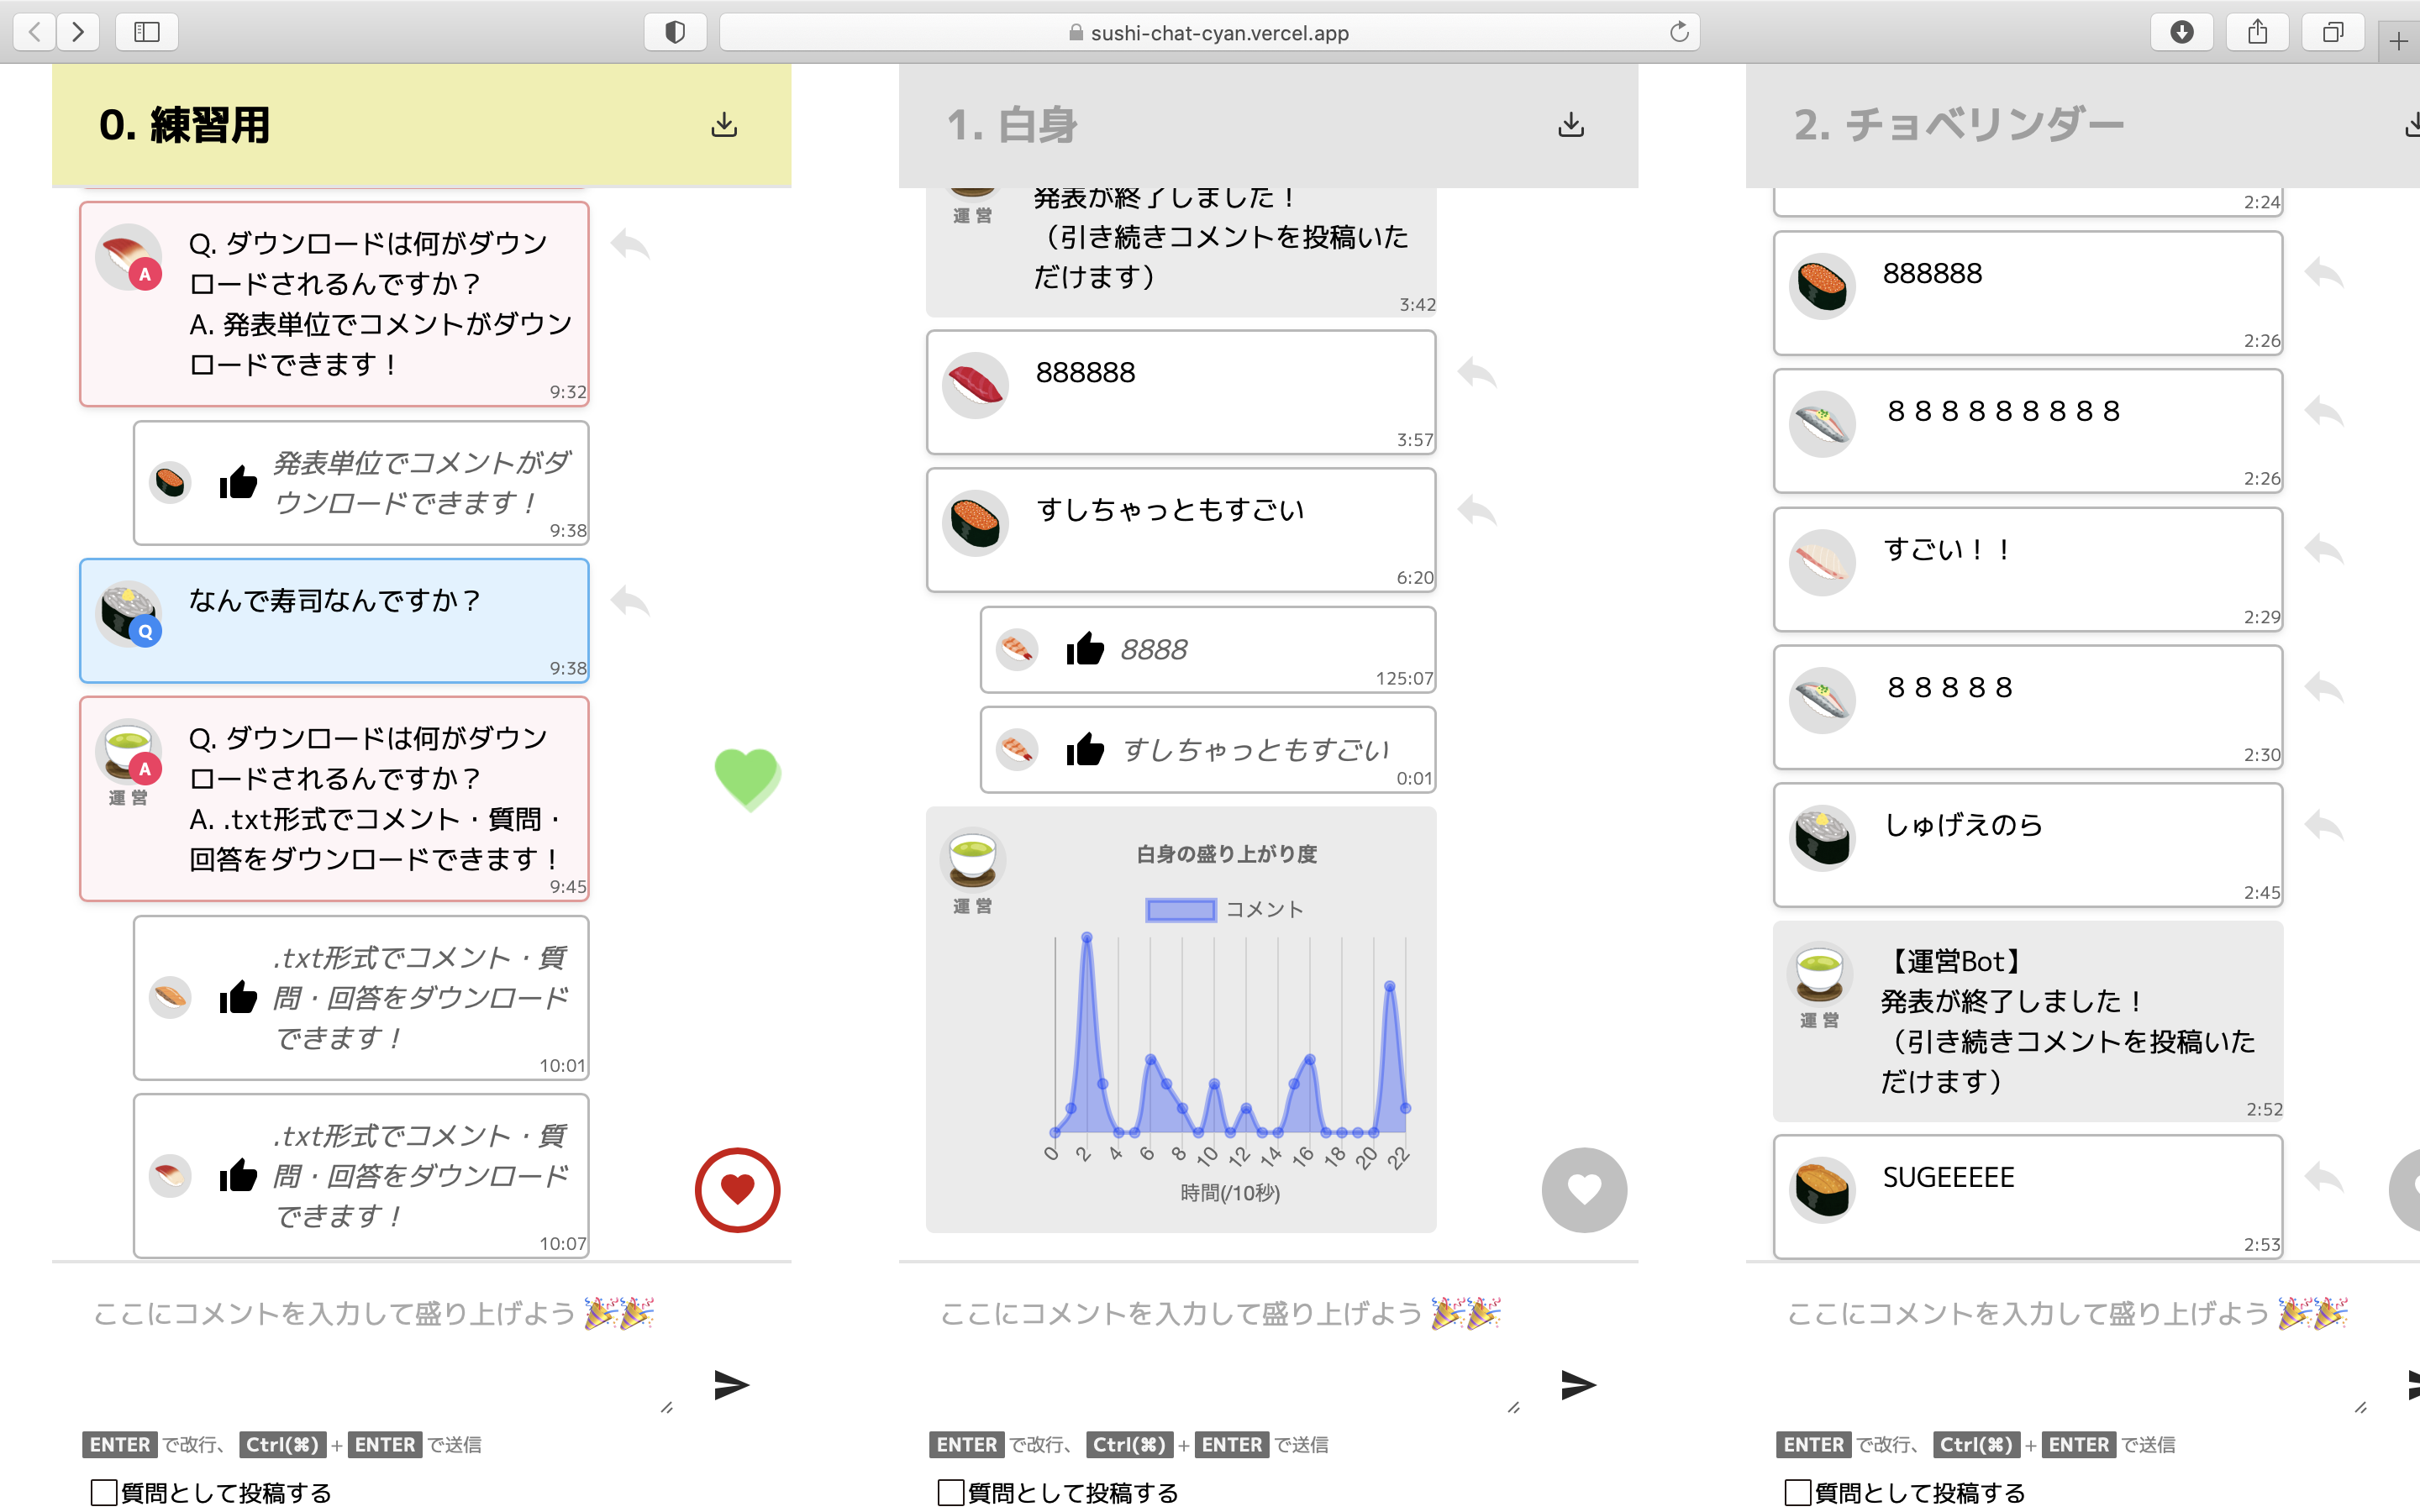 sushi-chat-cyan.vercel.app
0. 練習用
Q. ダウンロードは何がダウン
ロードされるんですか？
A. 発表単位でコメントがダウン
ロードできます！
A
9:32
発表単位でコメントがダ
ウンロードできます！
9:38
なんで寿司なんですか？
Q
9:38
Q. ダウンロードは何がダウン
ロードされるんですか？
A. .txt形式でコメント・質問・
回答をダウンロードできます！
A
運営
9:45
.txt形式でコメント・質
問・回答をダウンロード
できます！
10:01
.txt形式でコメント・質
問・回答をダウンロード
できます！
10:07
ここにコメントを入力して盛り上げよう 🎉🎉
ENTER で改行、 Ctrl(⌘) + ENTER で送信
質問として投稿する
1. 白身
発表が終了しました！
（引き続きコメントを投稿いた
だけます）
運営
3:42
888888
3:57
すしちゃっともすごい
6:20
8888
125:07
すしちゃっともすごい
0:01
運営
白身の盛り上がり度
コメント
0 2 4 6 8 10 12 14 16 18 20 22
時間(/10秒)
ここにコメントを入力して盛り上げよう 🎉🎉
ENTER で改行、 Ctrl(⌘) + ENTER で送信
質問として投稿する
2. チョベリンダー
2:24
888888
2:26
８８８８８８８８８
2:26
すごい！！
2:29
８８８８８
2:30
しゅげえのら
2:45
【運営Bot】
発表が終了しました！
（引き続きコメントを投稿いた
だけます）
運営
2:52
SUGEEEEE
2:53
ここにコメントを入力して盛り上げよう 🎉🎉
ENTER で改行、 Ctrl(⌘) + ENTER で送信
質問として投稿する